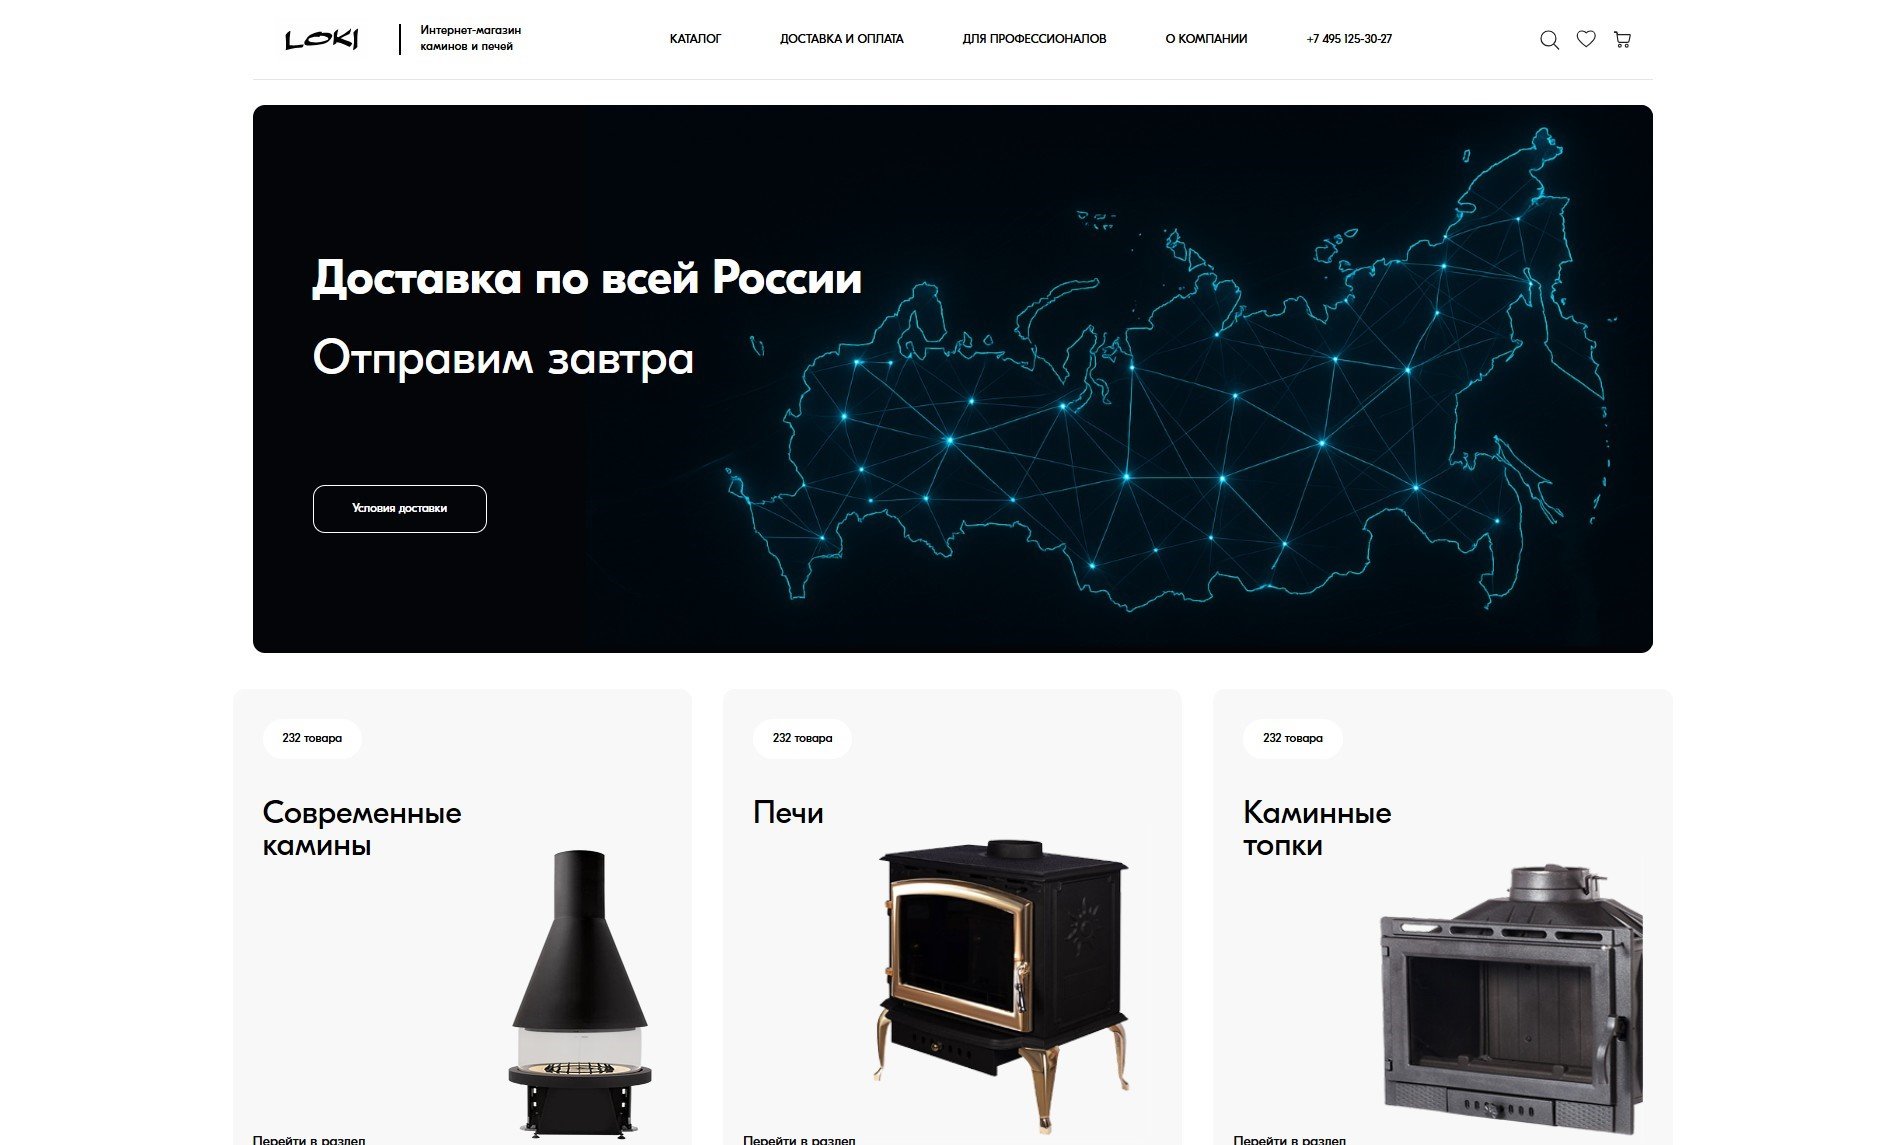 LOKI
Интернет-магазин
каминов и печей
КАТАЛОГ
ДОСТАВКА И ОПЛАТА
ДЛЯ ПРОФЕССИОНАЛОВ
О КОМПАНИИ
+7 495 125-30-27
Доставка по всей России
Отправим завтра
Условия доставки
232 товара
Современные
камины
Перейти в раздел
232 товара
Печи
Перейти в раздел
232 товара
Каминные
топки
Перейти в раздел